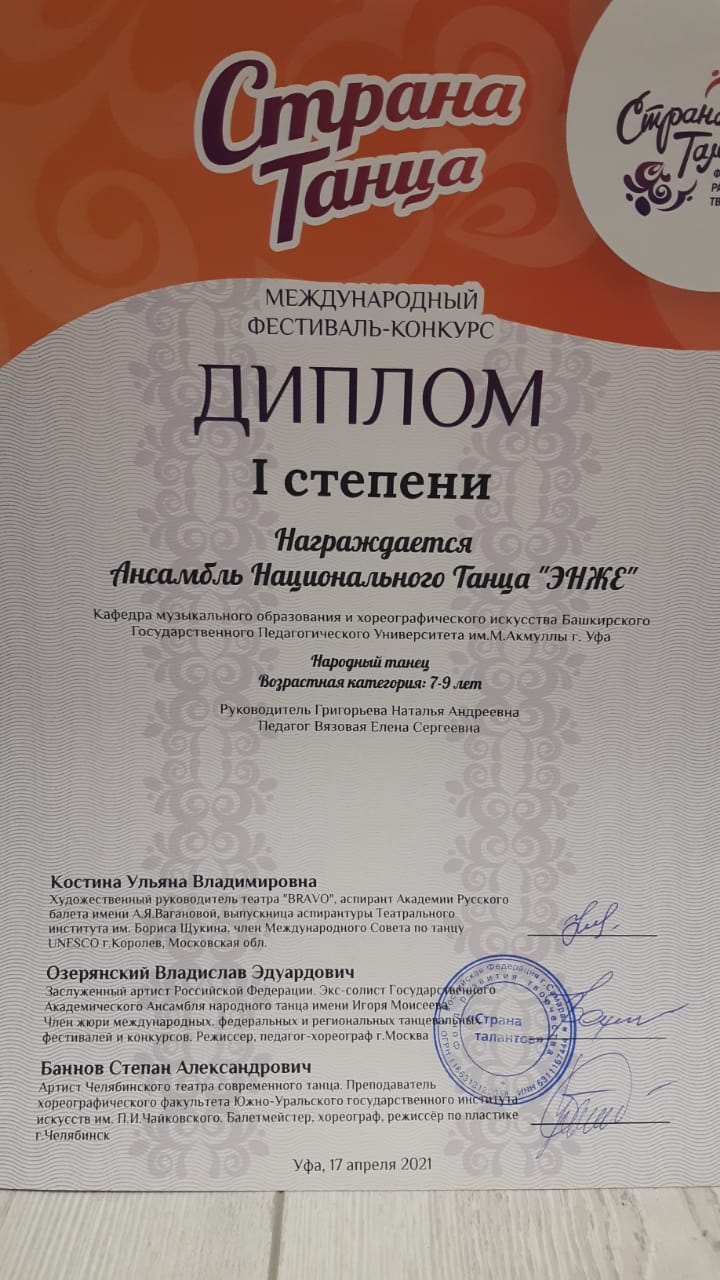 Страна
Танца
Страна
МЕЖДУНАРОДНЫЙ
ФЕСТИВАЛЬ-КОНКУРС
ДИПЛОМ
I степени
Награждается
Ансамбль Национального Танца "ЭНЖЕ"
Кафедра музыкального образования и хореографического искусства Башкирского
Государственного Педагогического Университета им.М.Акмуллы г. Уфа
Народный танец
Возрастная категория: 7-9 лет
Руководитель Григорьева Наталья Андреевна
Педагог Вязовая Елена Сергеевна
Костина Ульяна Владимировна
Художественный руководитель театра "BRAVO", аспирант Академии Русского
балета имени А.Я.Вагановой, выпускница аспирантуры Театрального
института им. Бориса Щукина, член Международного Совета по танцу
UNESCO г.Королев, Московская обл.
Озерянский Владислав Эдуардович
Заслуженный артист Российской Федерации. Экс-солист Государственного
Академического Ансамбля народного танца имени Игоря Моисеева.
Член жюри международных, федеральных и региональных танцевальных
фестивалей и конкурсов. Режиссер, педагог-хореограф г.Москва
Российская Федерация г.Самара
развития творчества
«Страна
талантов»
Баннов Степан Александрович
Артист Челябинского театра современного танца. Преподаватель
хореографического факультета Южно-Уральского государственного института
искусств им. П.И.Чайковского. Балетмейстер, хореограф, режиссёр по пластике
г.Челябинск
Уфа, 17 апреля 2021